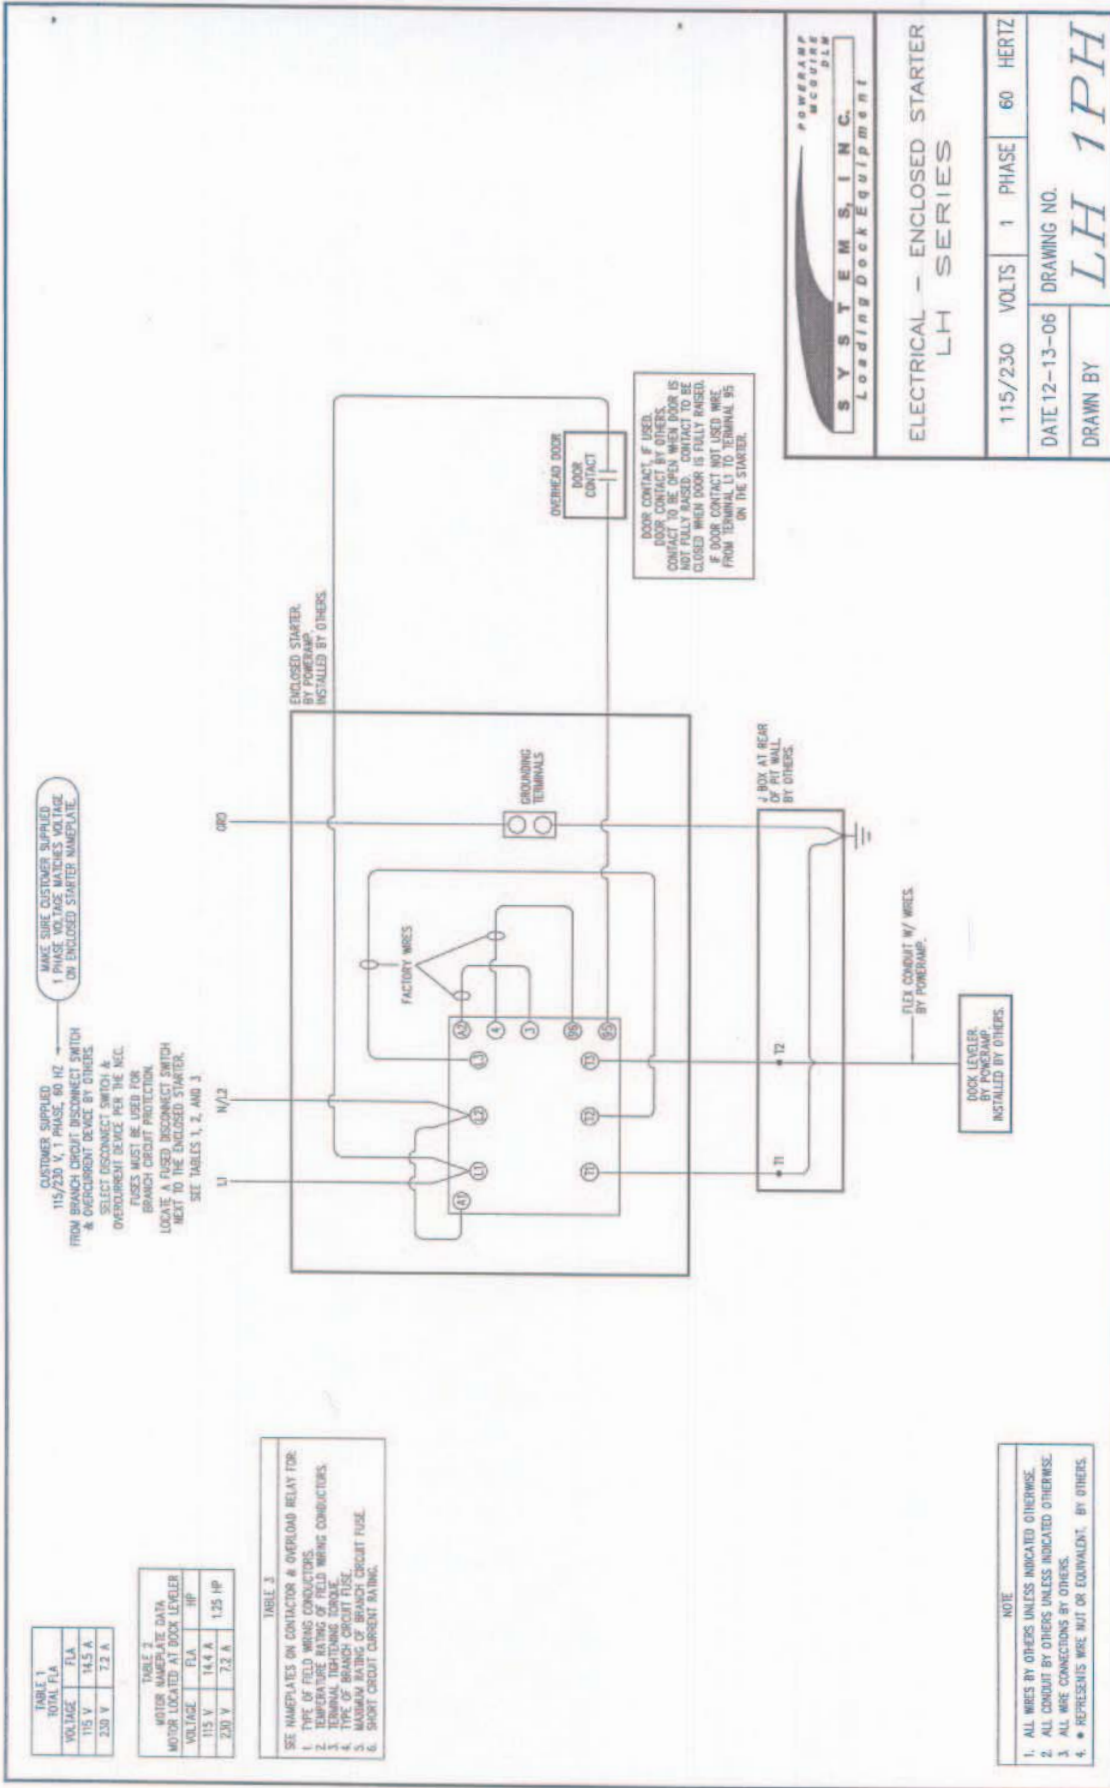 TABLE 1
TOTAL FLA
VOLTAGE FLA
115 V 14.5 A
230 V 7.2 A
TABLE 2
MOTOR NAMEPLATE DATA
MOTOR LOCATED AT DOCK LEVELER
VOLTAGE FLA HP
115 V 14.4 A 1.25 HP
230 V 7.2 A
TABLE 3
SEE NAMEPLATES ON CONTACTOR & OVERLOAD RELAY FOR:
1. TYPE OF FIELD WIRING CONDUCTORS.
2. TEMPERATURE RATING OF FIELD WIRING CONDUCTORS.
3. TERMINAL TIGHTENING TORQUE.
4. TYPE OF BRANCH CIRCUIT FUSE.
5. MAXIMUM RATING OF BRANCH CIRCUIT FUSE.
6. SHORT CIRCUIT CURRENT RATING.
NOTE
1. ALL WIRES BY OTHERS UNLESS INDICATED OTHERWISE.
2. ALL CONDUIT BY OTHERS UNLESS INDICATED OTHERWISE.
3. ALL WIRE CONNECTIONS BY OTHERS.
4. • REPRESENTS WIRE NUT OR EQUIVALENT. BY OTHERS.
CUSTOMER SUPPLIED
115/230 V, 1 PHASE, 60 HZ
FROM BRANCH CIRCUIT DISCONNECT SWITCH
& OVERCURRENT DEVICE BY OTHERS.
SELECT DISCONNECT SWITCH &
OVERCURRENT DEVICE PER THE NEC.
FUSES MUST BE USED FOR
BRANCH CIRCUIT PROTECTION.
LOCATE A FUSED DISCONNECT SWITCH
NEXT TO THE ENCLOSED STARTER.
SEE TABLES 1, 2, AND 3
MAKE SURE CUSTOMER SUPPLIED
1 PHASE VOLTAGE MATCHES VOLTAGE
ON ENCLOSED STARTER NAMEPLATE.
L1
N/L2
GRD
ENCLOSED STARTER.
BY POWERAMP.
INSTALLED BY OTHERS.
FACTORY WIRES
GROUNDING
TERMINALS
A1
L1
L2
L3
A2
4
3
96
95
T1
T2
T3
J BOX AT REAR
OF PIT WALL.
BY OTHERS.
T1
T2
FLEX CONDUIT W/ WIRES.
BY POWERAMP.
DOCK LEVELER.
BY POWERAMP.
INSTALLED BY OTHERS.
OVERHEAD DOOR
DOOR
CONTACT
DOOR CONTACT, IF USED.
DOOR CONTACT BY OTHERS.
CONTACT TO BE OPEN WHEN DOOR IS
NOT FULLY RAISED. CONTACT TO BE
CLOSED WHEN DOOR IS FULLY RAISED.
IF DOOR CONTACT NOT USED WIRE
FROM TERMINAL L1 TO TERMINAL 95
ON THE STARTER.
POWERAMP
MCGUIRE
DLM
SYSTEMS, INC.
Loading Dock Equipment
ELECTRICAL - ENCLOSED STARTER
LH SERIES
115/230 VOLTS 1 PHASE 60 HERTZ
DATE 12-13-06 DRAWING NO.
DRAWN BY LH 1PH